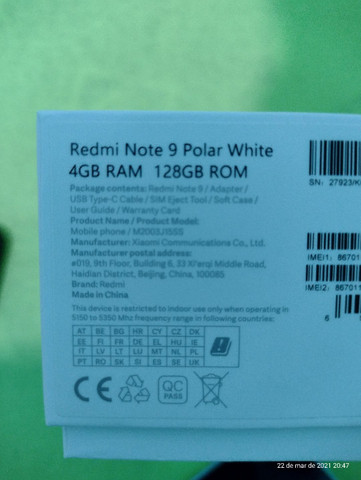 Redmi Note 9 Polar White
4GB RAM 128GB ROM
Package contents: Redmi Note 9 / Adapter /
USB Type-C Cable / SIM Eject Tool / Soft Case /
User Guide / Warranty Card
Product Name / Product Model:
Mobile phone / M2003J15SS
Manufacturer: Xiaomi Communications Co., Ltd.
Manufacturer postal address:
#019, 9th Floor, Building 6, 33 Xi'erqi Middle Road,
Haidian District, Beijing, China, 100085
Brand: Redmi
Made in China
This device is restricted to indoor use only when operating in
5150 to 5350 Mhz frequency range in following countries:
AT BE BG HR CY CZ DK
EE FI FR DE EL HU IE
IT LV LT LU MT NL PL
PT RO SK SI ES SE UK
CE
QC
PASS
SN: 27923/K
IMEI1: 86701
IMEI2: 867011
6
22 de mar de 2021 20:47